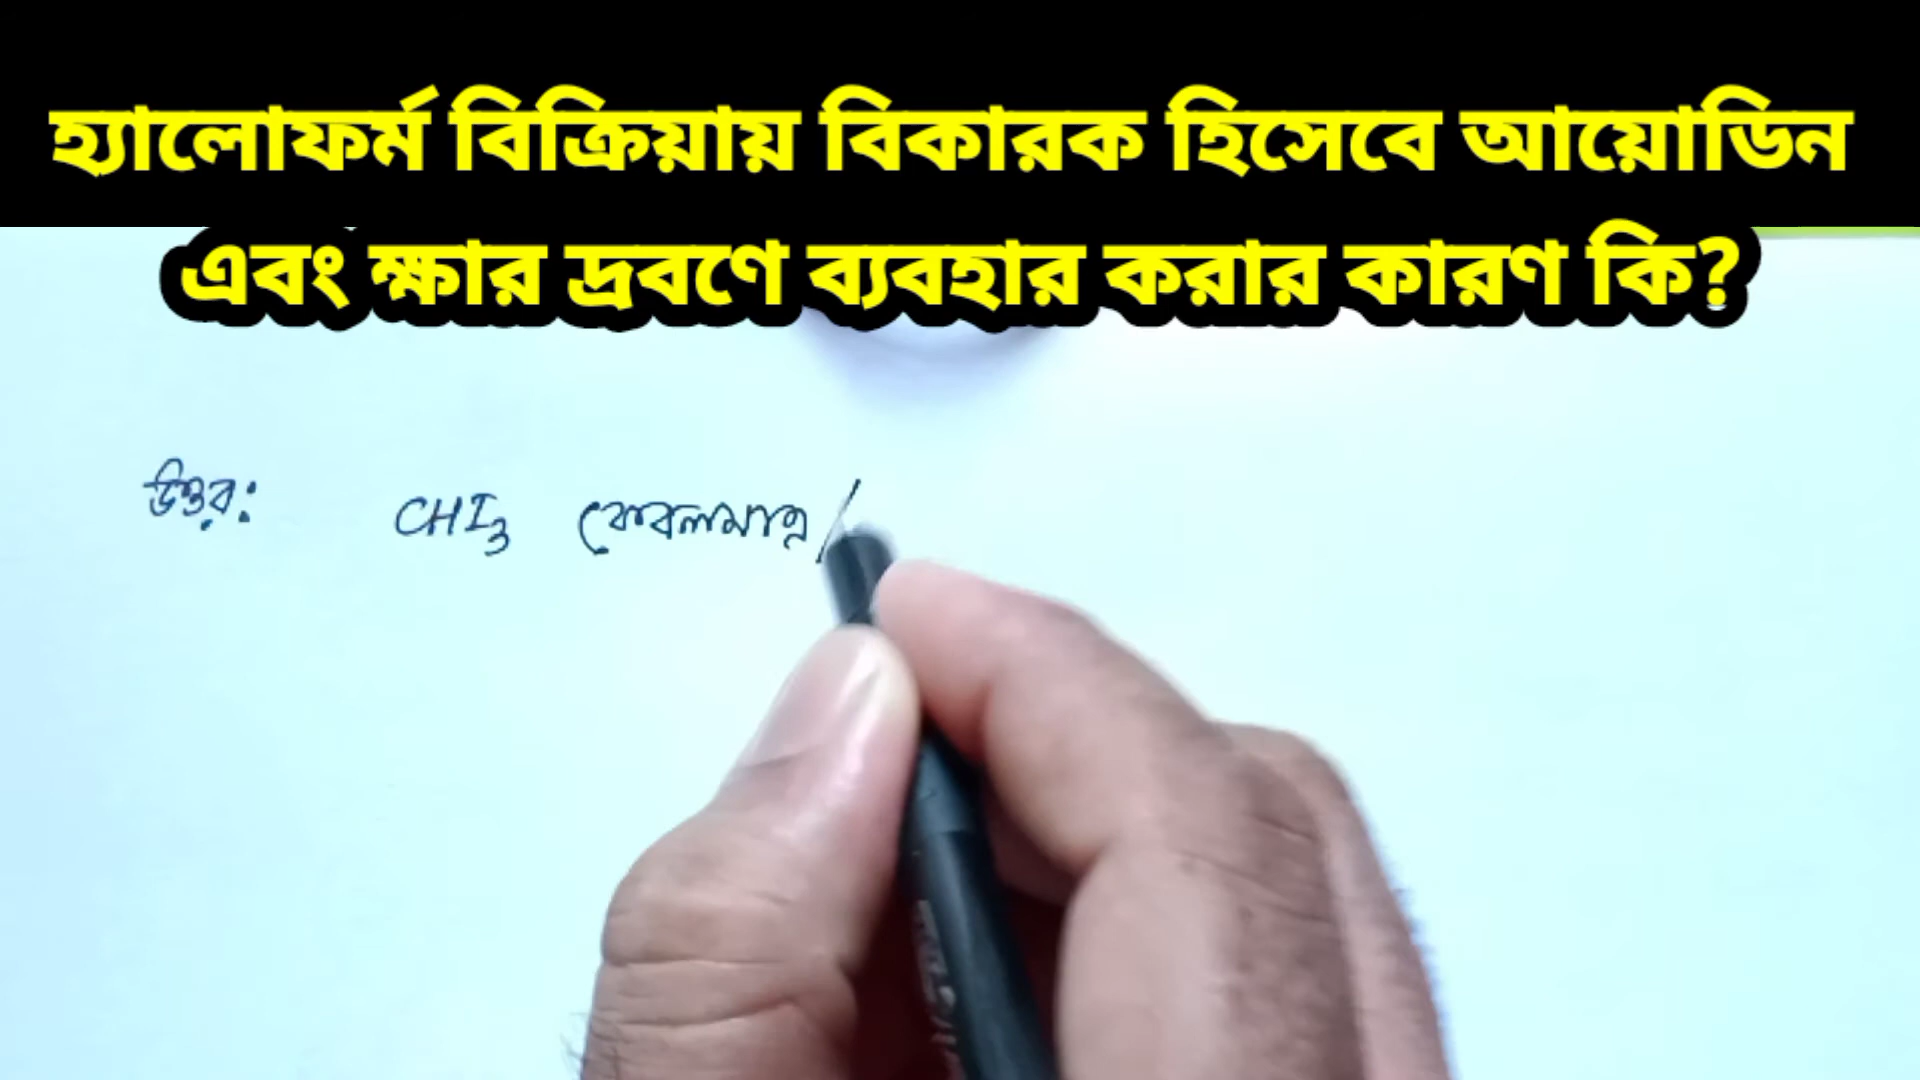 হ্যালোফর্ম বিক্রিয়ায় বিকারক হিসেবে আয়োডিন
এবং ক্ষার দ্রবণে ব্যবহার করার কারণ কি?
উত্তর: CHI₃ কেবলমাত্র